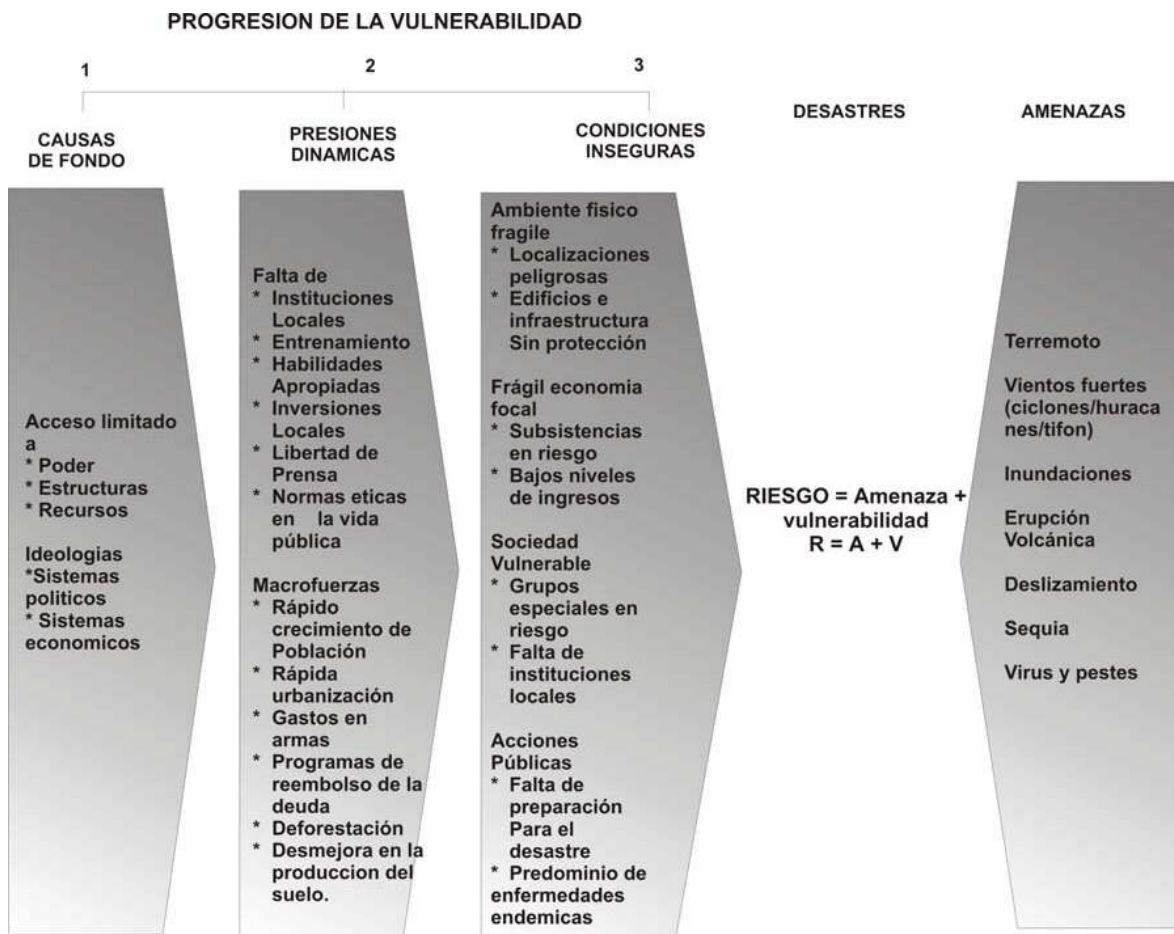 PROGRESION DE LA VULNERABILIDAD
1
2
3
CAUSAS
DE FONDO
PRESIONES
DINAMICAS
CONDICIONES
INSEGURAS
DESASTRES
AMENAZAS
Acceso limitado
a
* Poder
* Estructuras
* Recursos
Ideologias
*Sistemas
politicos
* Sistemas
economicos
Falta de
* Instituciones
Locales
* Entrenamiento
* Habilidades
Apropiadas
* Inversiones
Locales
* Libertad de
Prensa
* Normas eticas
en la vida
pública
Macrofuerzas
* Rápido
crecimiento de
Población
* Rápida
urbanización
* Gastos en
armas
* Programas de
reembolso de la
deuda
* Deforestación
* Desmejora en la
produccion del
suelo.
Ambiente fisico
fragile
* Localizaciones
peligrosas
* Edificios e
infraestructura
Sin protección
Frágil economia
focal
* Subsistencias
en riesgo
* Bajos niveles
de ingresos
Sociedad
Vulnerable
* Grupos
especiales en
riesgo
* Falta de
instituciones
locales
Acciones
Públicas
* Falta de
preparación
Para el
desastre
* Predominio de
enfermedades
endemicas
RIESGO = Amenaza +
vulnerabilidad
R = A + V
Terremoto
Vientos fuertes
(ciclones/huraca
nes/tifon)
Inundaciones
Erupción
Volcánica
Deslizamiento
Sequia
Virus y pestes